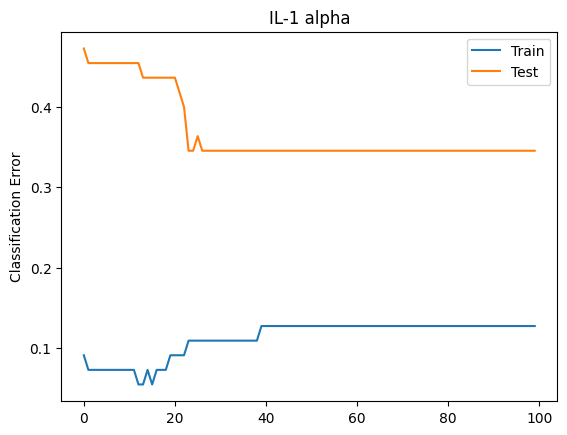 IL-1 alpha
Train
Test
Classification Error
0.4
0.3
0.2
0.1
0 20 40 60 80 100